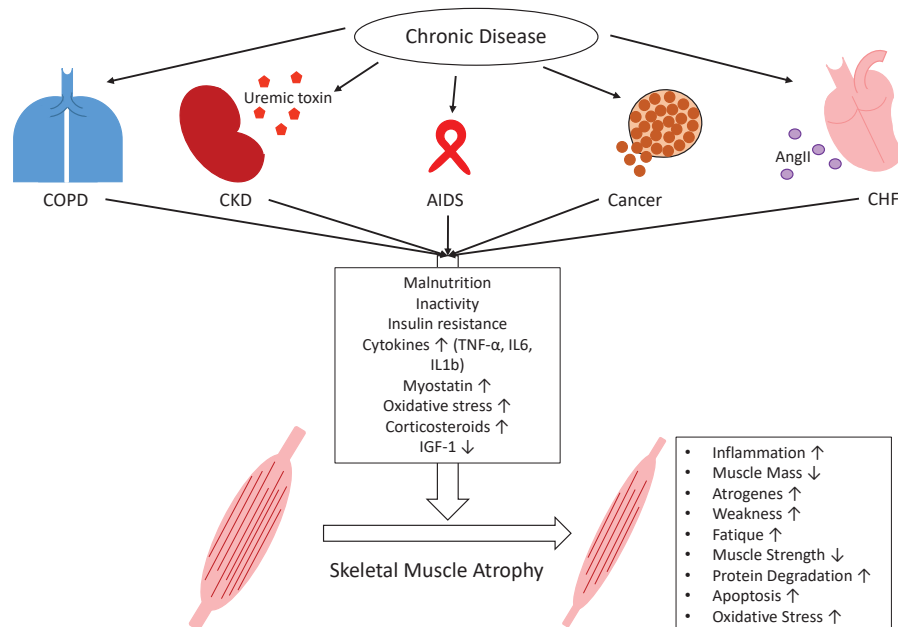 Chronic Disease
Uremic toxin
AngII
COPD
CKD
AIDS
Cancer
CHF
Malnutrition
Inactivity
Insulin resistance
Cytokines ↑ (TNF-α, IL6,
IL1b)
Myostatin ↑
Oxidative stress ↑
Corticosteroids ↑
IGF-1 ↓
Skeletal Muscle Atrophy
• Inflammation ↑
• Muscle Mass ↓
• Atrogenes ↑
• Weakness ↑
• Fatique ↑
• Muscle Strength ↓
• Protein Degradation ↑
• Apoptosis ↑
• Oxidative Stress ↑